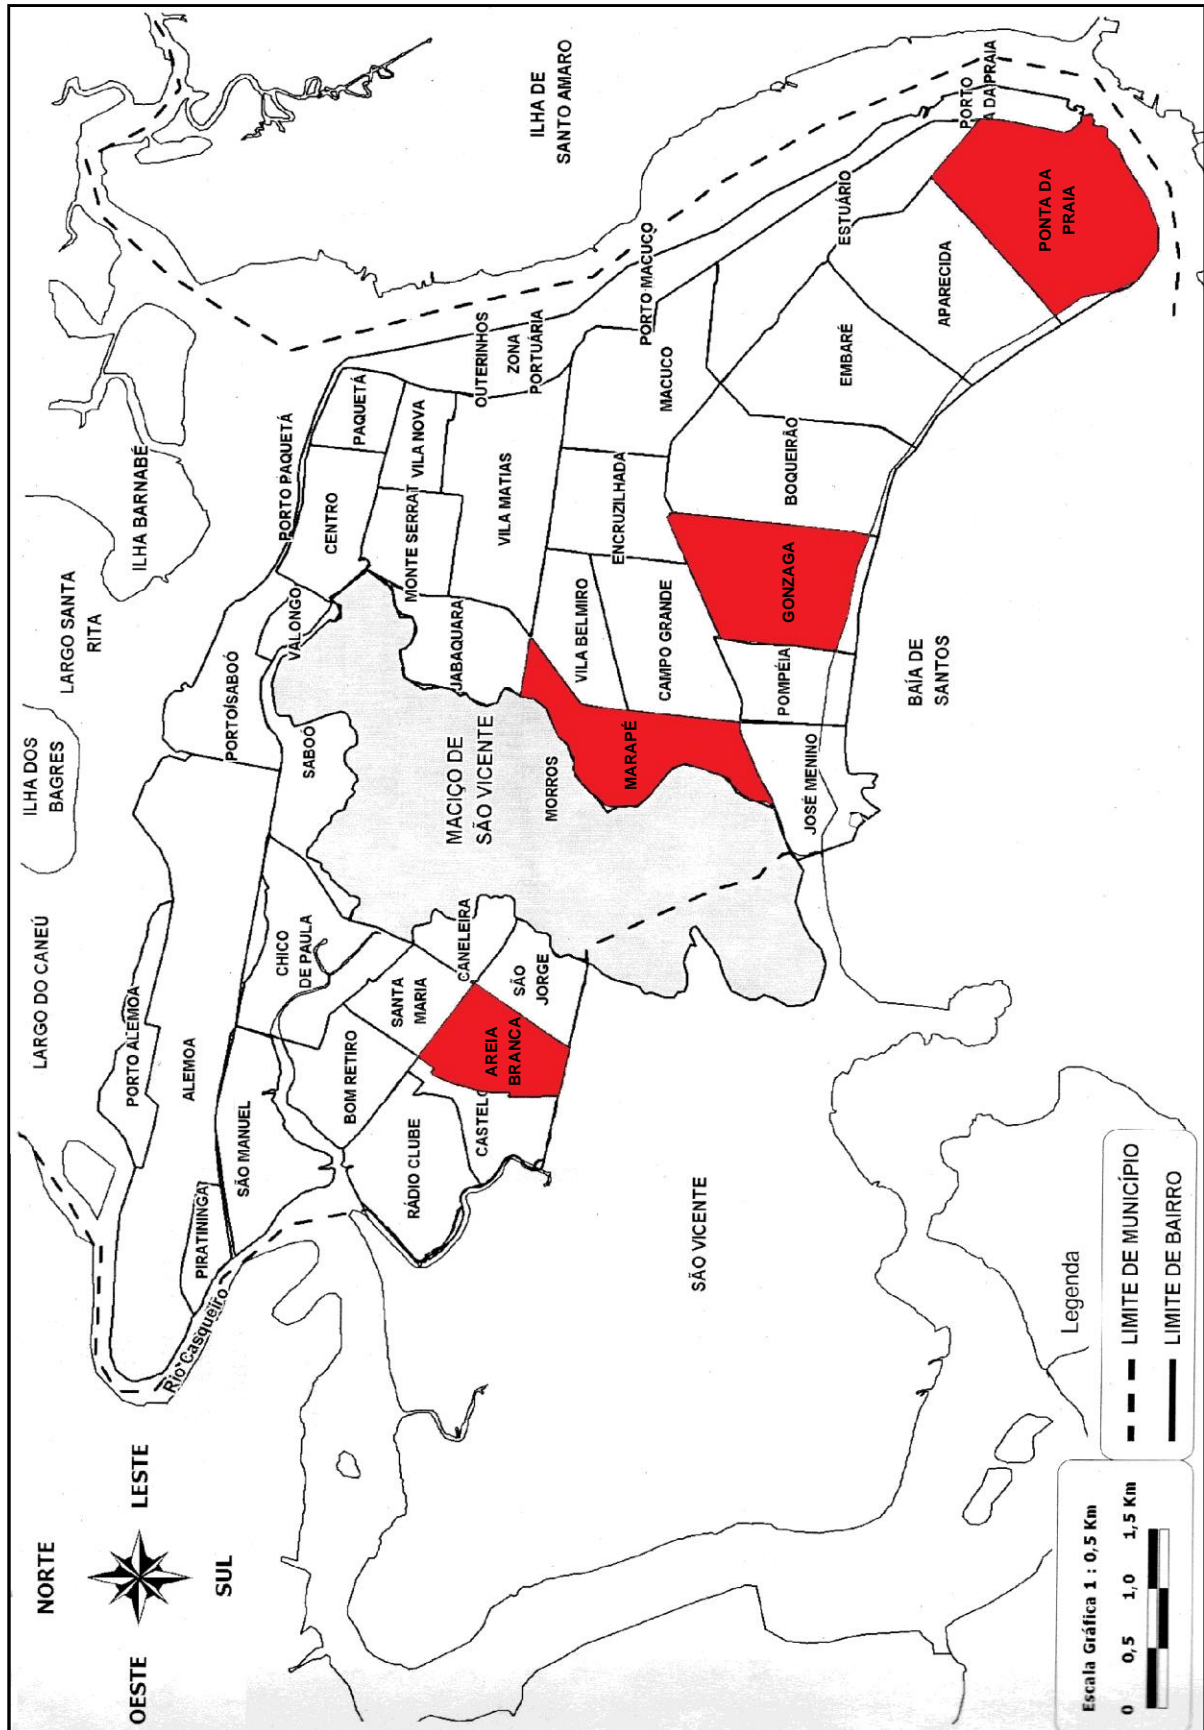 NORTE
OESTE
LESTE
SUL
LARGO DO CANEÚ
ILHA DOS
BAGRES
LARGO SANTA
RITA
ILHA BARNABÉ
ILHA DE
SANTO AMARO
Rio Casqueiro
PIRATININGA
PORTO ALEMOA
ALEMOA
SÃO MANUEL
CHICO
DE PAULA
PORTO SABOÓ
SABOÓ
VALONGO
PORTO PAQUETÁ
CENTRO
PAQUETÁ
BOM RETIRO
SANTA
MARIA
RÁDIO CLUBE
CASTELO
AREIA
BRANCA
CANELEIRA
SÃO
JORGE
MACIÇO DE
SÃO VICENTE
MORROS
MONTE SERRAT
VILA NOVA
JABAQUARA
VILA MATIAS
OUTEIRINHOS
ZONA
PORTUÁRIA
MARAPÉ
VILA BELMIRO
CAMPO GRANDE
ENCRUZILHADA
MACUCO
PORTO MACUCO
JOSÉ MENINO
POMPÉIA
GONZAGA
BOQUEIRÃO
EMBARÉ
ESTUÁRIO
APARECIDA
PORTO
DA PRAIA
PONTA DA
PRAIA
SÃO VICENTE
BAÍA DE
SANTOS
Legenda
LIMITE DE MUNICÍPIO
LIMITE DE BAIRRO
Escala Gráfica 1 : 0,5 Km
0 0,5 1,0 1,5 Km